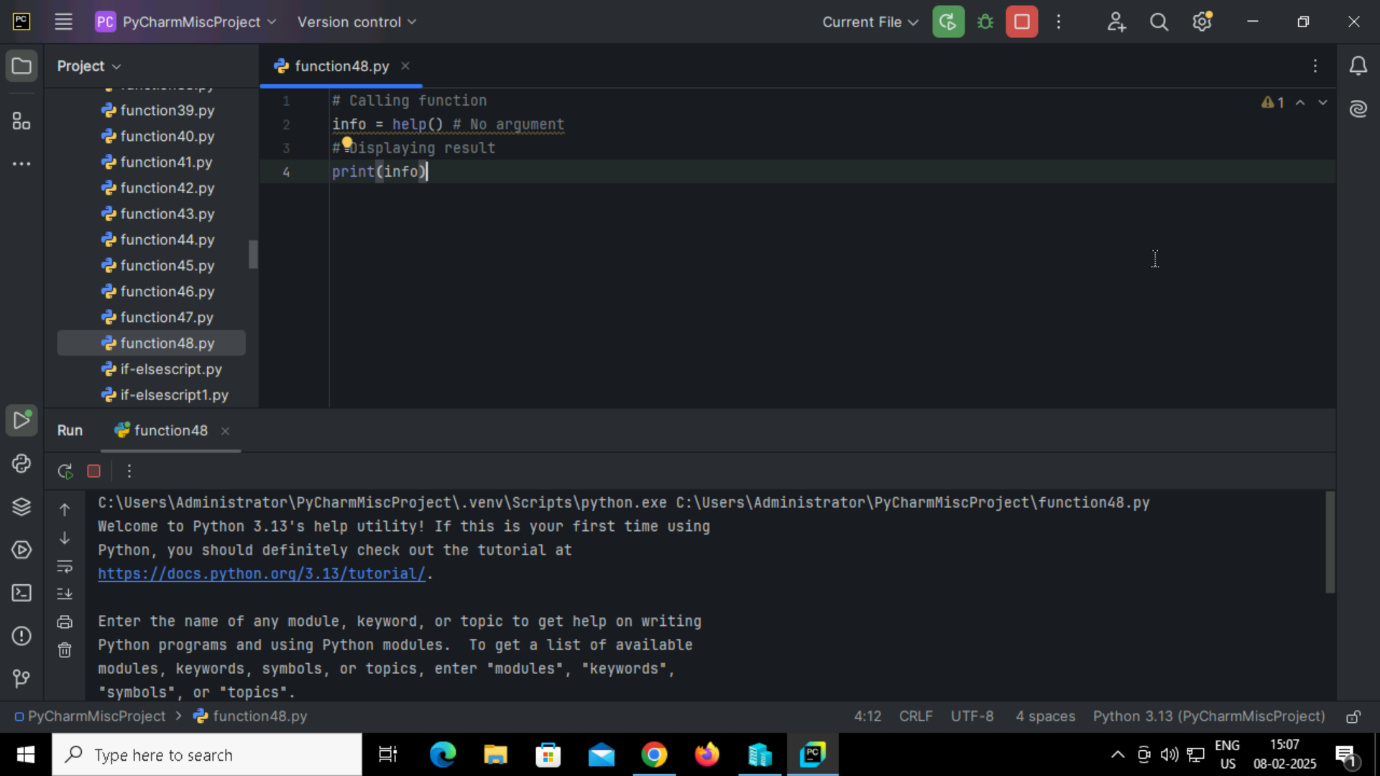 PC
PC PyCharmMiscProject
Version control
Current File
Project
function39.py
function40.py
function41.py
function42.py
function43.py
function44.py
function45.py
function46.py
function47.py
function48.py
if-elsescript.py
if-elsescript1.py
function48.py
1 # Calling function
2 info = help() # No argument
3 # Displaying result
4 print(info)
1
Run
function48
C:\Users\Administrator\PyCharmMiscProject\.venv\Scripts\python.exe C:\Users\Administrator\PyCharmMiscProject\function48.py
Welcome to Python 3.13's help utility! If this is your first time using
Python, you should definitely check out the tutorial at
https://docs.python.org/3.13/tutorial/.
Enter the name of any module, keyword, or topic to get help on writing
Python programs and using Python modules.  To get a list of available
modules, keywords, symbols, or topics, enter "modules", "keywords",
"symbols", or "topics".
PyCharmMiscProject > function48.py
4:12 CRLF UTF-8 4 spaces Python 3.13 (PyCharmMiscProject)
Type here to search
PC
ENG
US
15:07
08-02-2025
1